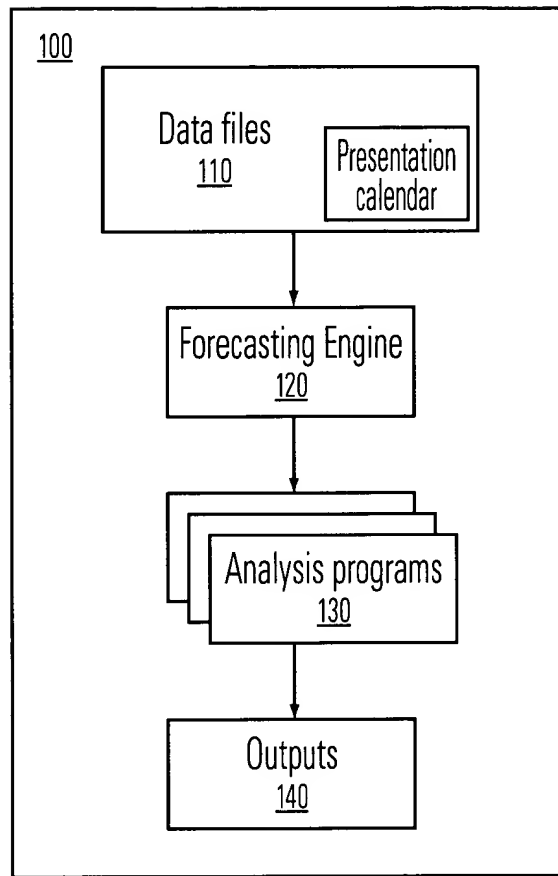 100
Data files
110
Presentation
calendar
Forecasting Engine
120
Analysis programs
130
Outputs
140